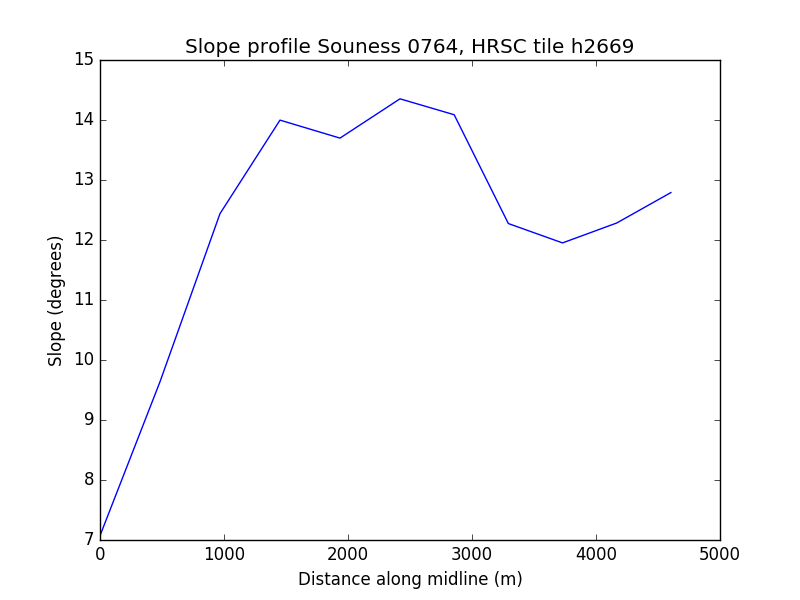 Slope profile Souness 0764, HRSC tile h2669
15
14
13
12
11
10
9
8
7
Slope (degrees)
0 1000 2000 3000 4000 5000
Distance along midline (m)